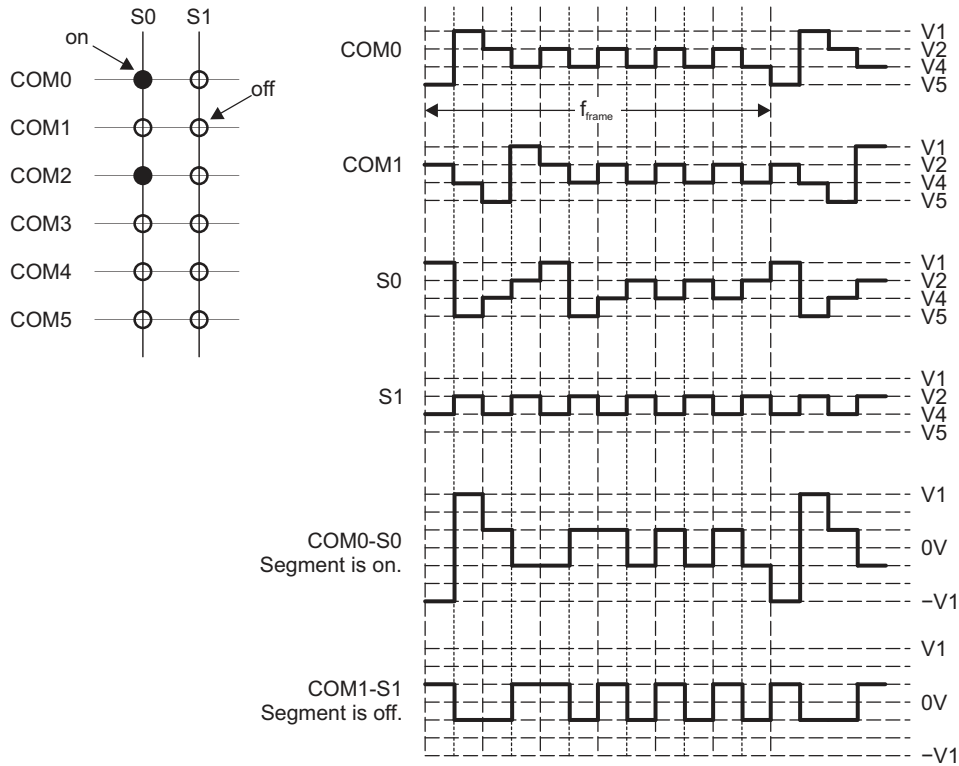 S0 S1
on
off
COM0
COM1
COM2
COM3
COM4
COM5
COM0
V1
V2
V4
V5
fframe
COM1
V1
V2
V4
V5
S0
V1
V2
V4
V5
S1
V1
V2
V4
V5
COM0-S0
Segment is on.
V1
0V
−V1
COM1-S1
Segment is off.
V1
0V
−V1